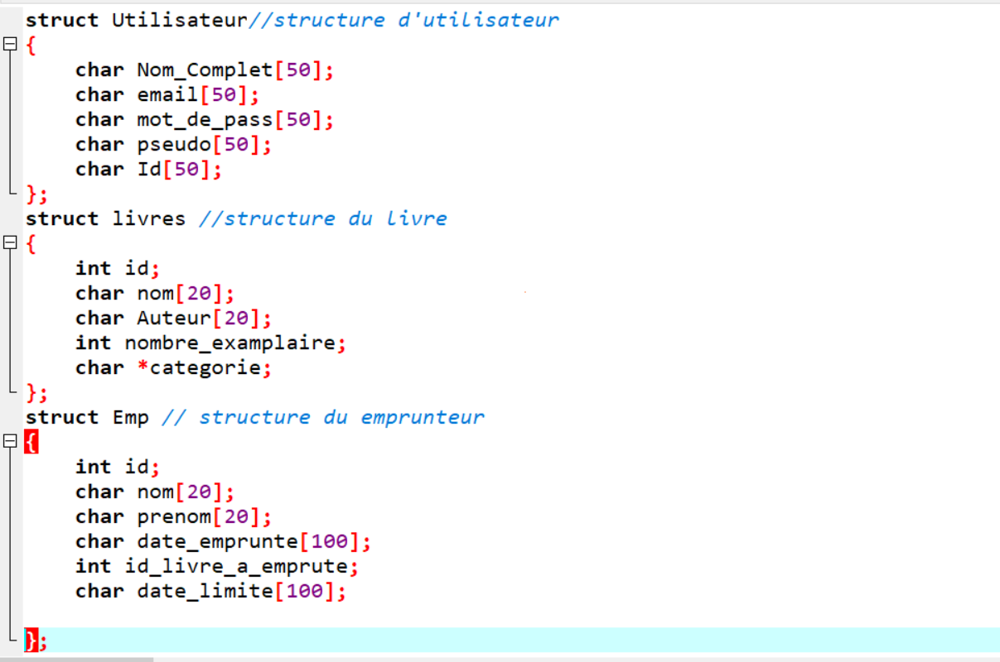 struct Utilisateur//structure d'utilisateur
{
    char Nom_Complet[50];
    char email[50];
    char mot_de_pass[50];
    char pseudo[50];
    char Id[50];
};
struct livres //structure du livre
{
    int id;
    char nom[20];
    char Auteur[20];
    int nombre_examplaire;
    char *categorie;
};
struct Emp // structure du emprunteur
{
    int id;
    char nom[20];
    char prenom[20];
    char date_emprunte[100];
    int id_livre_a_emprute;
    char date_limite[100];

};